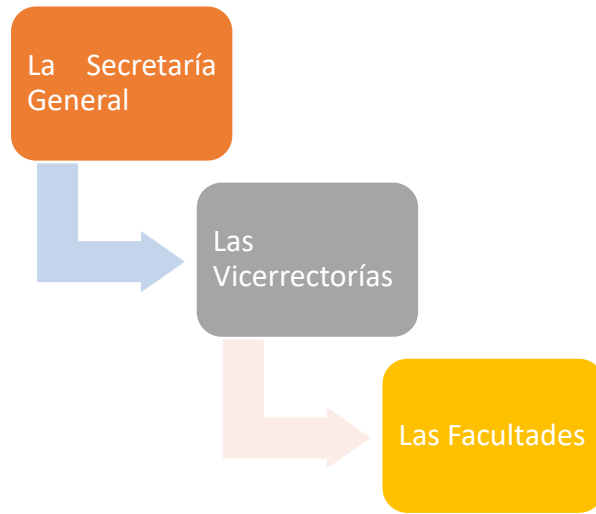 La Secretaría
General
Las
Vicerrectorías
Las Facultades